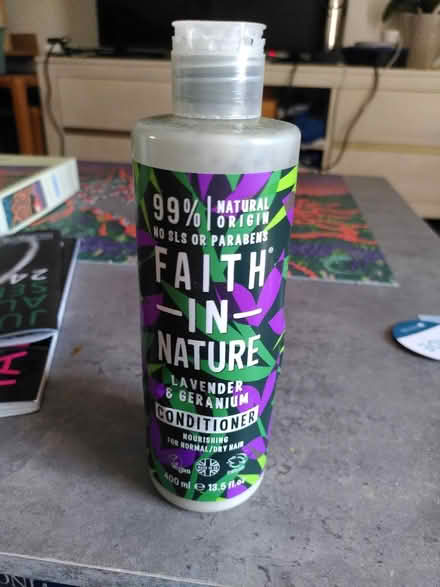 99% NATURAL ORIGIN
NO SLS OR PARABENS
FAITH®
IN
NATURE
LAVENDER
& GERANIUM
CONDITIONER
NOURISHING
FOR NORMAL/DRY HAIR
Vegan
400 ml e 13.5 fl.oz